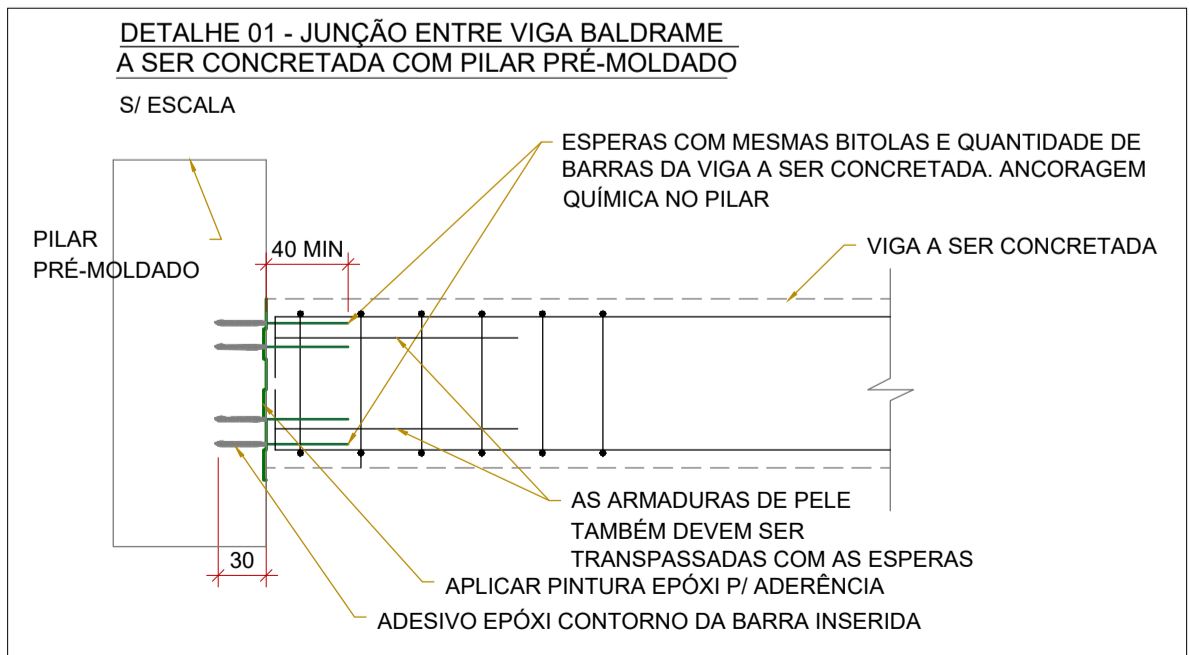 DETALHE 01 - JUNÇÃO ENTRE VIGA BALDRAME
A SER CONCRETADA COM PILAR PRÉ-MOLDADO
S/ ESCALA
ESPERAS COM MESMAS BITOLAS E QUANTIDADE DE
BARRAS DA VIGA A SER CONCRETADA. ANCORAGEM
QUÍMICA NO PILAR
PILAR
PRÉ-MOLDADO
40 MIN
VIGA A SER CONCRETADA
AS ARMADURAS DE PELE
TAMBÉM DEVEM SER
TRANSPASSADAS COM AS ESPERAS
30
APLICAR PINTURA EPÓXI P/ ADERÊNCIA
ADESIVO EPÓXI CONTORNO DA BARRA INSERIDA